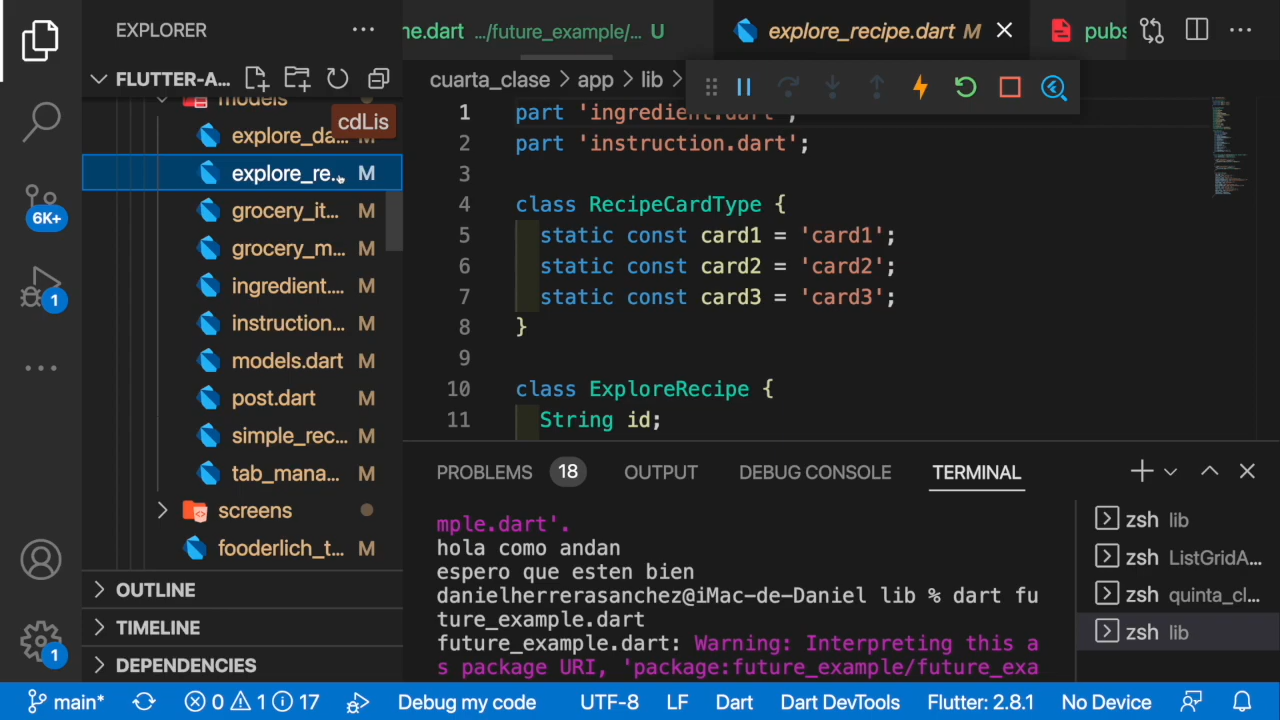 EXPLORER
FLUTTER-A...
models
cdLis
explore_da...
explore_re... M
grocery_it... M
grocery_m... M
ingredient.... M
instruction... M
models.dart M
post.dart M
simple_rec... M
tab_mana... M
screens
fooderlich_t... M
OUTLINE
TIMELINE
DEPENDENCIES
6K+
1
1
me.dart .../future_example/... U
explore_recipe.dart M
pubs
cuarta_clase > app > lib >
1 part 'ingredient.dart';
2 part 'instruction.dart';
3
4 class RecipeCardType {
5 static const card1 = 'card1';
6 static const card2 = 'card2';
7 static const card3 = 'card3';
8 }
9
10 class ExploreRecipe {
11 String id;
PROBLEMS 18 OUTPUT DEBUG CONSOLE TERMINAL
mple.dart'.
hola como andan
espero que esten bien
danielherrerasanchez@iMac-de-Daniel lib % dart fu
ture_example.dart
future_example.dart: Warning: Interpreting this a
s package URI, 'package:future_example/future_exa
zsh lib
zsh ListGridA...
zsh quinta_cl...
zsh lib
main* 0 1 17 Debug my code UTF-8 LF Dart Dart DevTools Flutter: 2.8.1 No Device